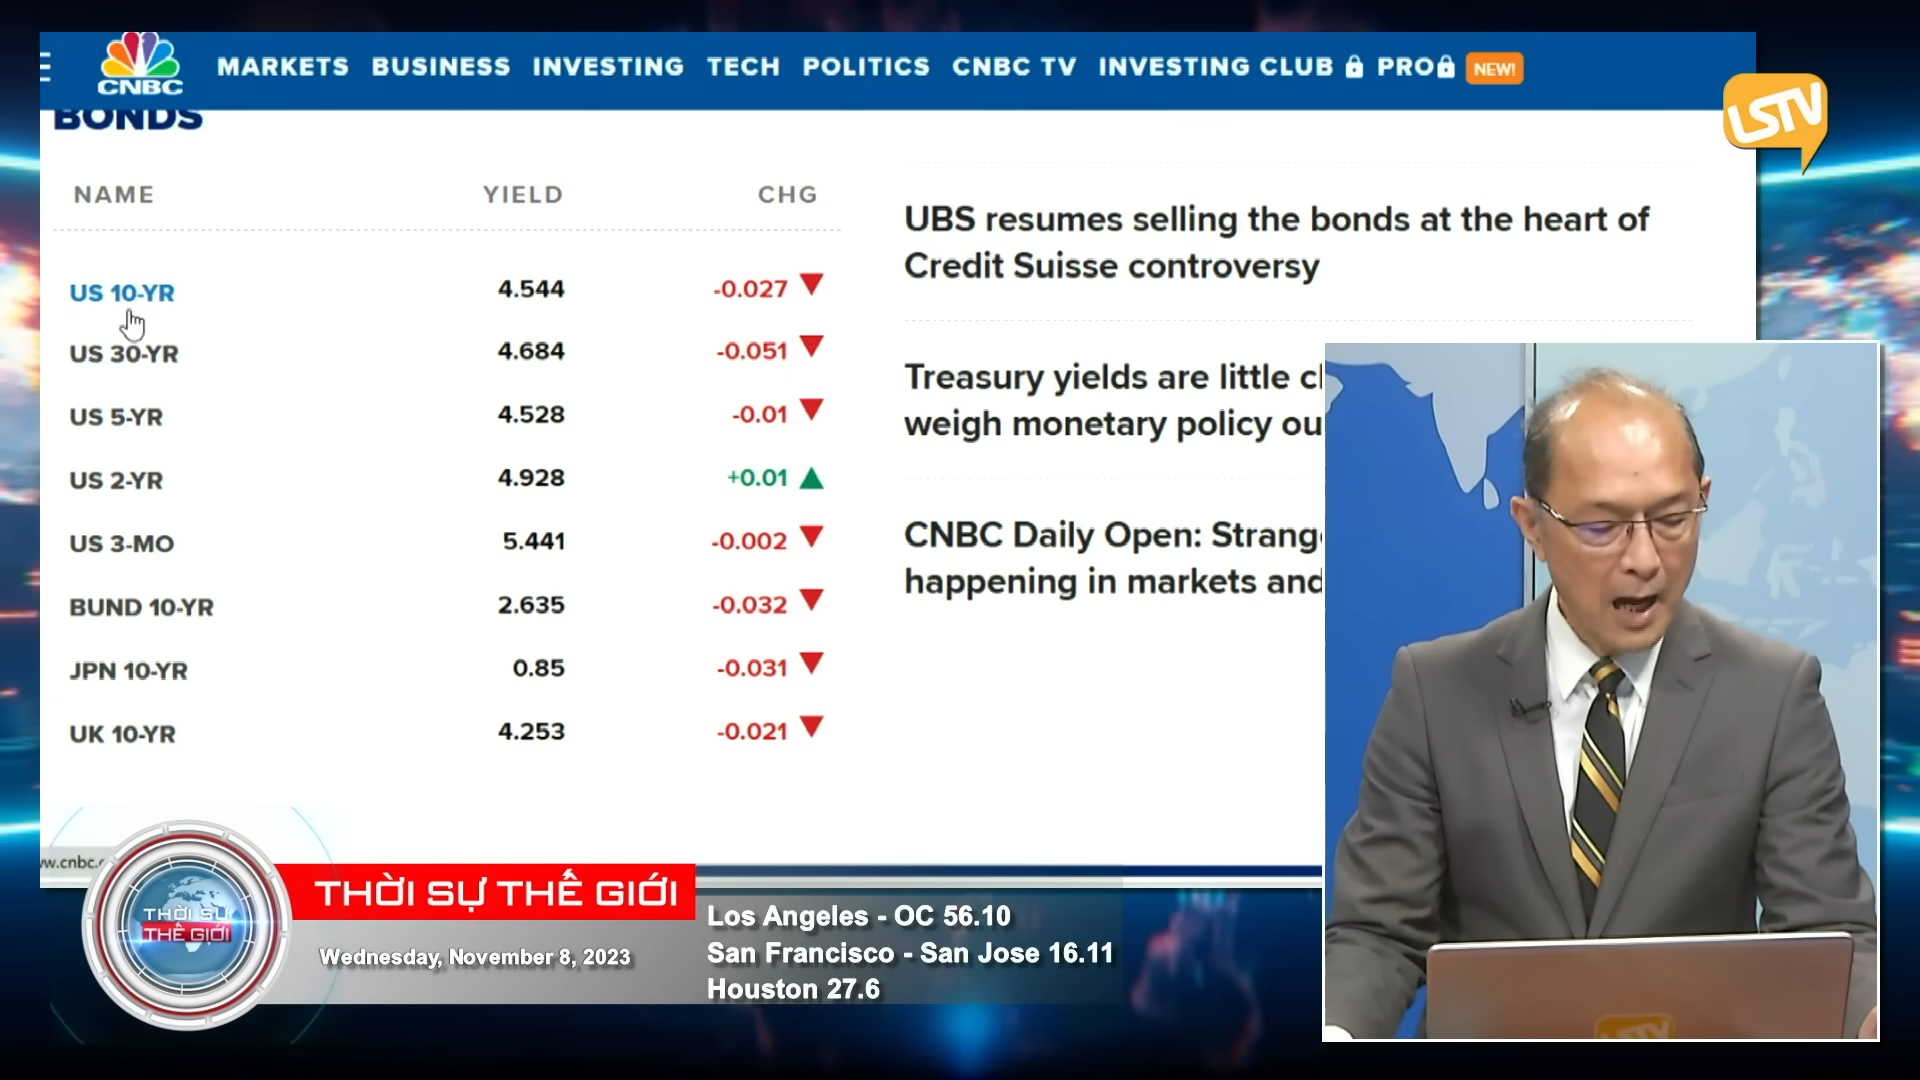 CNBC
MARKETS BUSINESS INVESTING TECH POLITICS CNBC TV INVESTING CLUB PRO NEW!
LSTV
BONDS
NAME YIELD CHG
US 10-YR 4.544 -0.027
US 30-YR 4.684 -0.051
US 5-YR 4.528 -0.01
US 2-YR 4.928 +0.01
US 3-MO 5.441 -0.002
BUND 10-YR 2.635 -0.032
JPN 10-YR 0.85 -0.031
UK 10-YR 4.253 -0.021
UBS resumes selling the bonds at the heart of
Credit Suisse controversy
Treasury yields are little
weigh monetary policy
CNBC Daily Open:
happening in markets and
THỜI SỰ
THẾ GIỚI
THỜI SỰ THẾ GIỚI
Wednesday, November 8, 2023
Los Angeles - OC 56.10
San Francisco - San Jose 16.11
Houston 27.6
LSTV